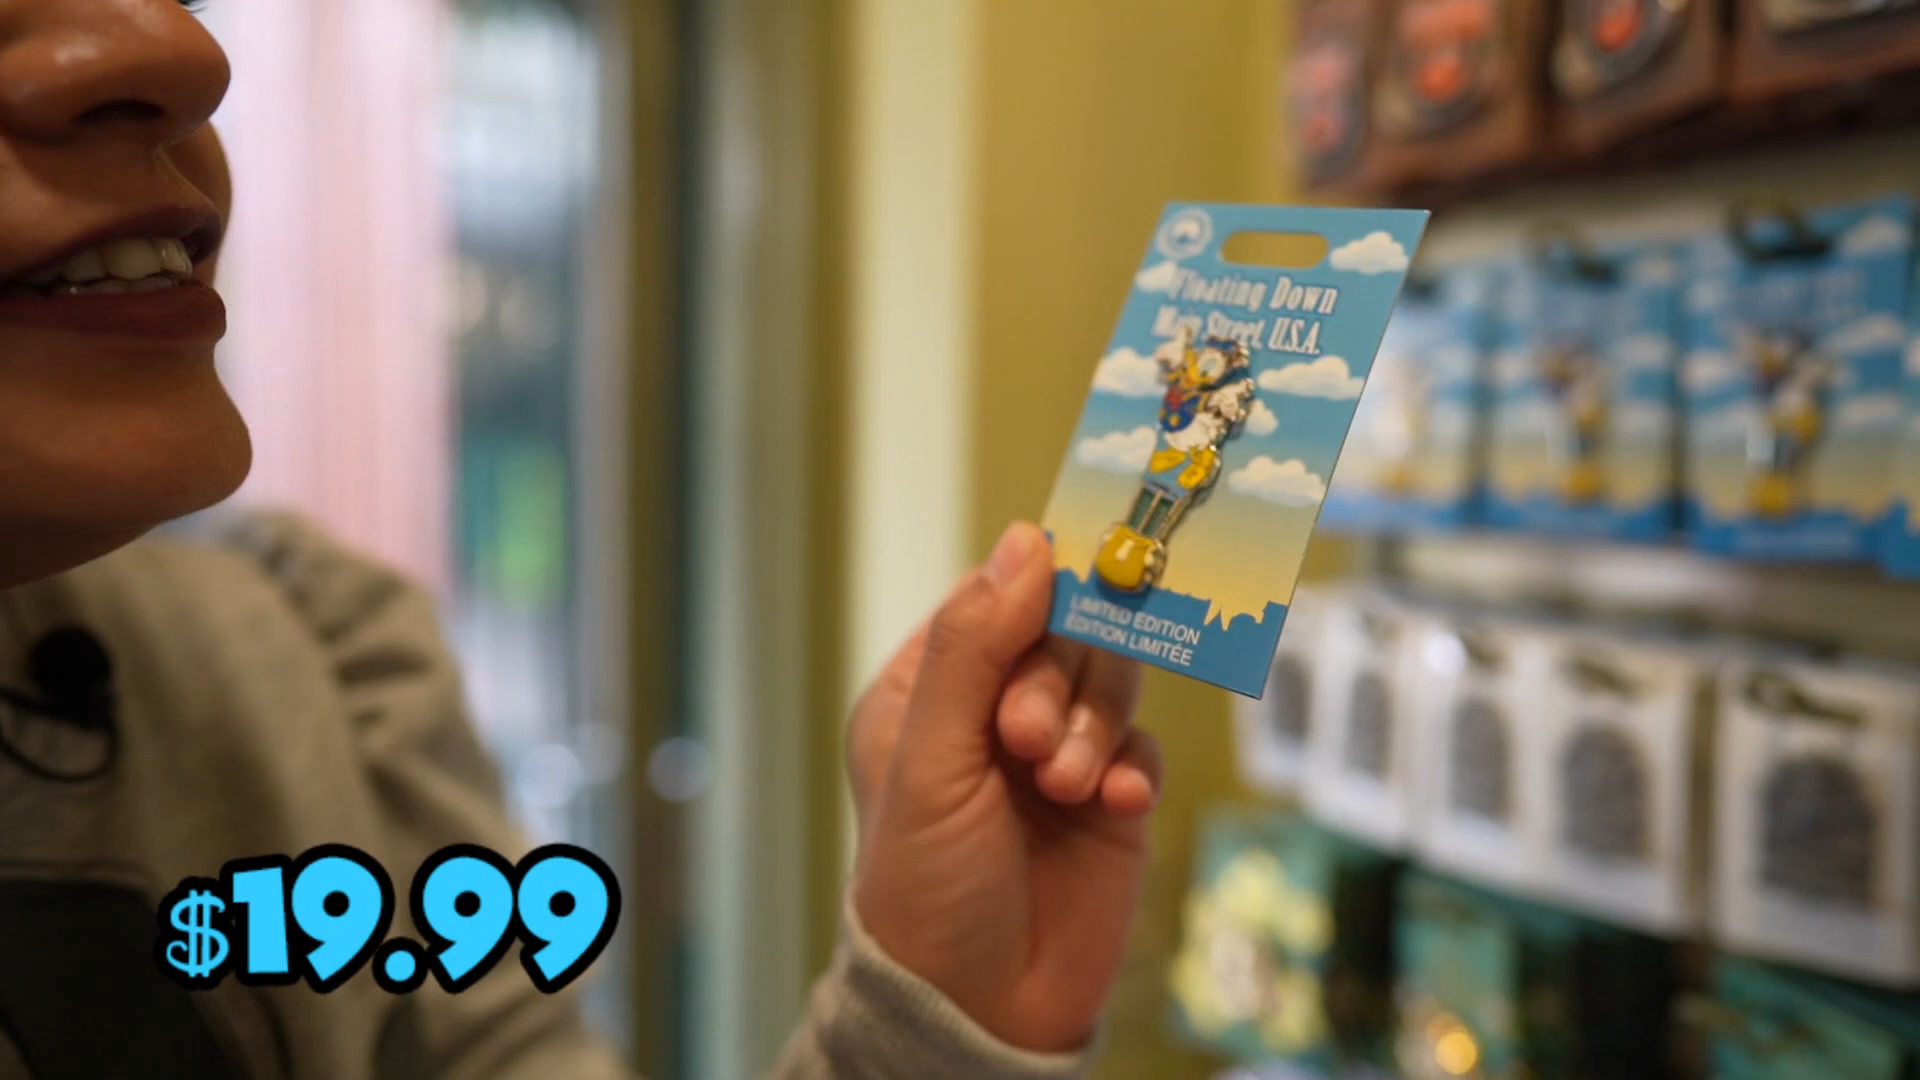 Floating Down
Main Street, U.S.A.
LIMITED EDITION
ÉDITION LIMITÉE
$19.99